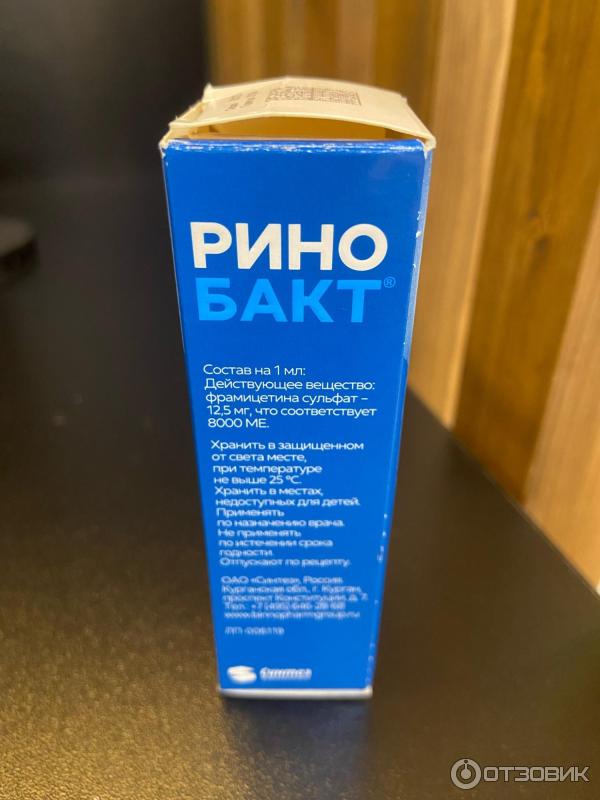 РИНО
БАКТ®
Состав на 1 мл:
Действующее вещество:
фрамицетина сульфат –
12,5 мг, что соответствует
8000 МЕ.
Хранить в защищенном
от света месте,
при температуре
не выше 25 °C.
Хранить в местах,
недоступных для детей.
Применять
по назначению врача.
Не применять
по истечении срока
годности.
Отпускают по рецепту.
ОАО «Синтез», Россия
Курганская обл., г. Курган,
проспект Конституции, д. 7.
Синтез
ОТЗОВИК